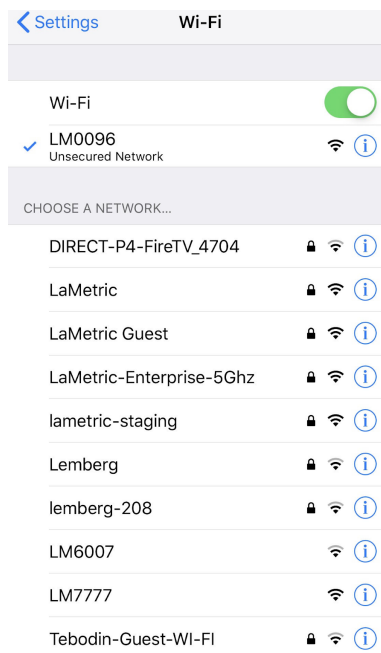 Settings
Wi-Fi
Wi-Fi
LM0096
Unsecured Network
CHOOSE A NETWORK...
DIRECT-P4-FireTV_4704
LaMetric
LaMetric Guest
LaMetric-Enterprise-5Ghz
lametric-staging
Lemberg
lemberg-208
LM6007
LM7777
Tebodin-Guest-WI-FI